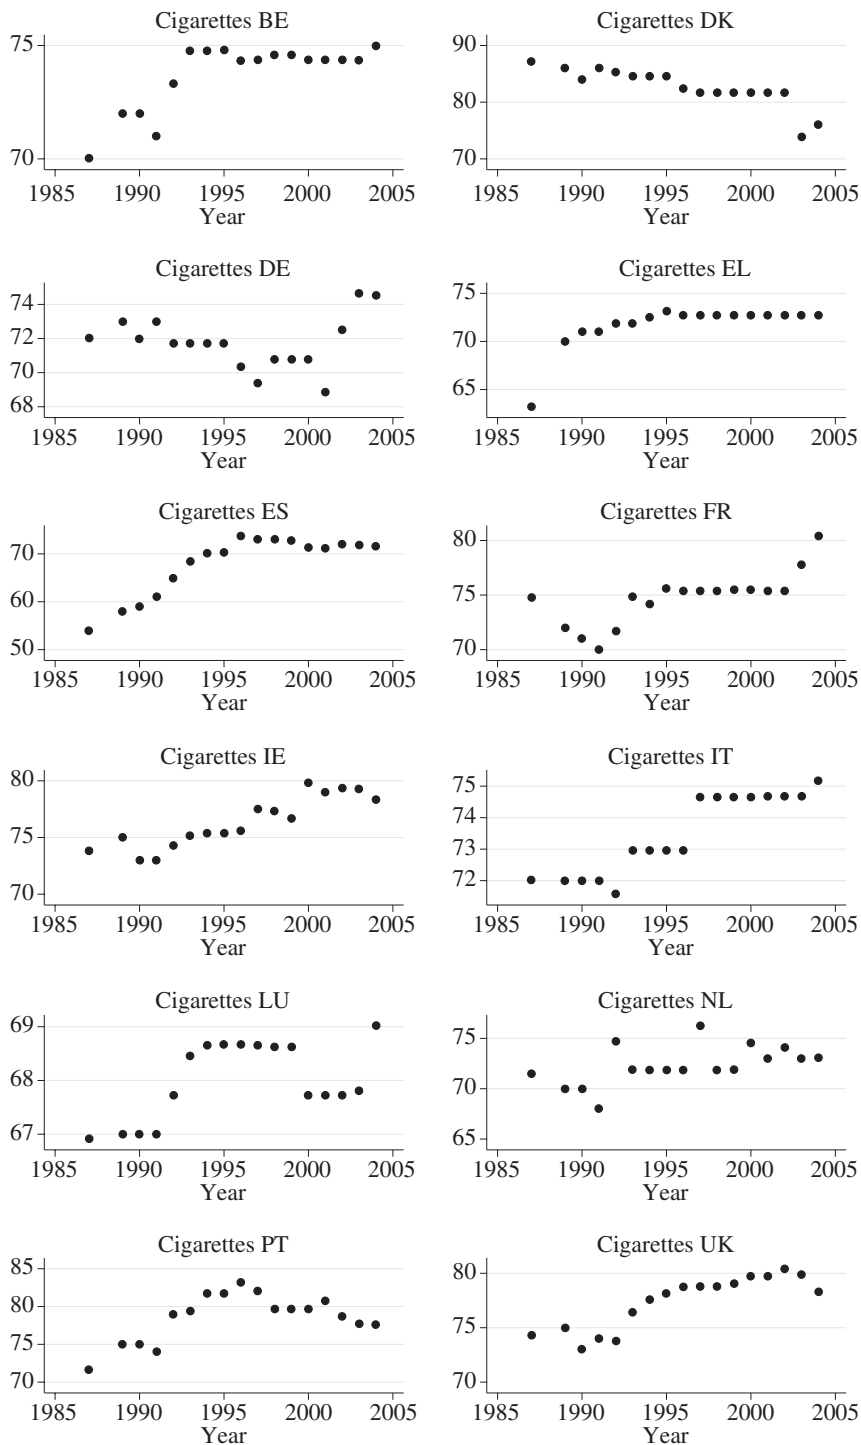 Cigarettes BE
75
70
1985 1990 1995 2000 2005
Year
Cigarettes DK
90
80
70
1985 1990 1995 2000 2005
Year
Cigarettes DE
74
72
70
68
1985 1990 1995 2000 2005
Year
Cigarettes EL
75
70
65
1985 1990 1995 2000 2005
Year
Cigarettes ES
70
60
50
1985 1990 1995 2000 2005
Year
Cigarettes FR
80
75
70
1985 1990 1995 2000 2005
Year
Cigarettes IE
80
75
70
1985 1990 1995 2000 2005
Year
Cigarettes IT
75
74
73
72
1985 1990 1995 2000 2005
Year
Cigarettes LU
69
68
67
1985 1990 1995 2000 2005
Year
Cigarettes NL
75
70
65
1985 1990 1995 2000 2005
Year
Cigarettes PT
85
80
75
70
1985 1990 1995 2000 2005
Year
Cigarettes UK
80
75
70
1985 1990 1995 2000 2005
Year